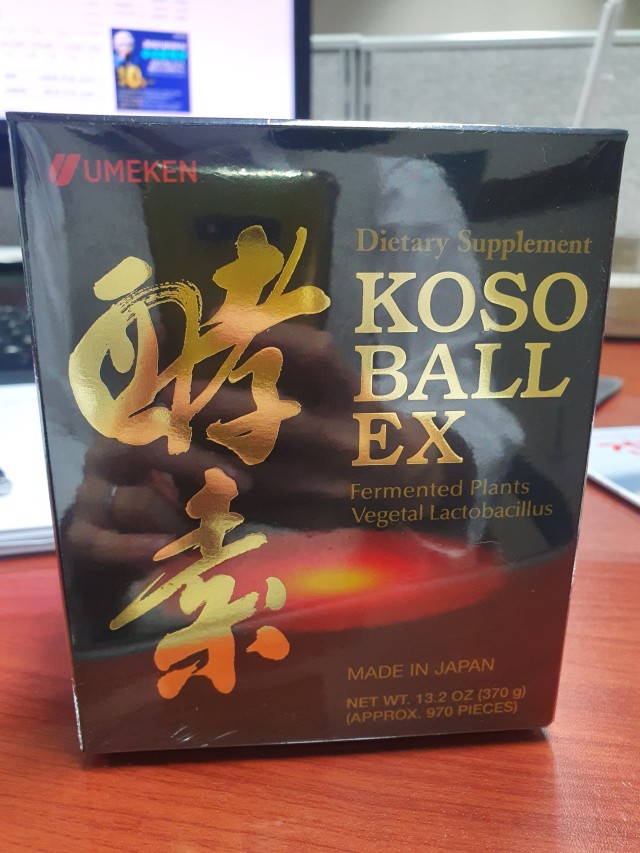 UMEKEN
酵素
Dietary Supplement
KOSO
BALL
EX
Fermented Plants
Vegetal Lactobacillus
MADE IN JAPAN
NET WT. 13.2 OZ (370 g)
(APPROX. 970 PIECES)